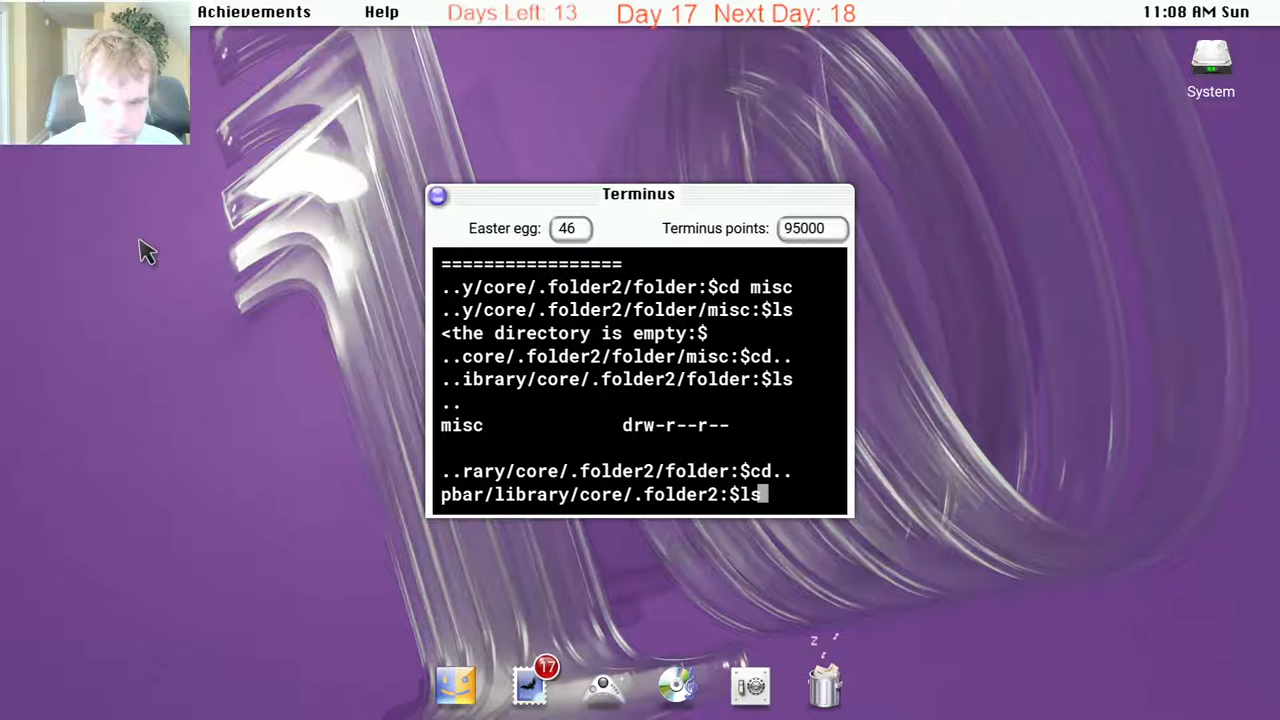 Achievements Help Days Left: 13 Day 17 Next Day: 18 11:08 AM Sun
System
Terminus
Easter egg: 46 Terminus points: 95000
=================
..y/core/.folder2/folder:$cd misc
..y/core/.folder2/folder/misc:$ls
<the directory is empty:$
..core/.folder2/folder/misc:$cd..
..ibrary/core/.folder2/folder:$ls
..
misc drw-r--r--
..rary/core/.folder2/folder:$cd..
pbar/library/core/.folder2:$ls
z
z
z
17